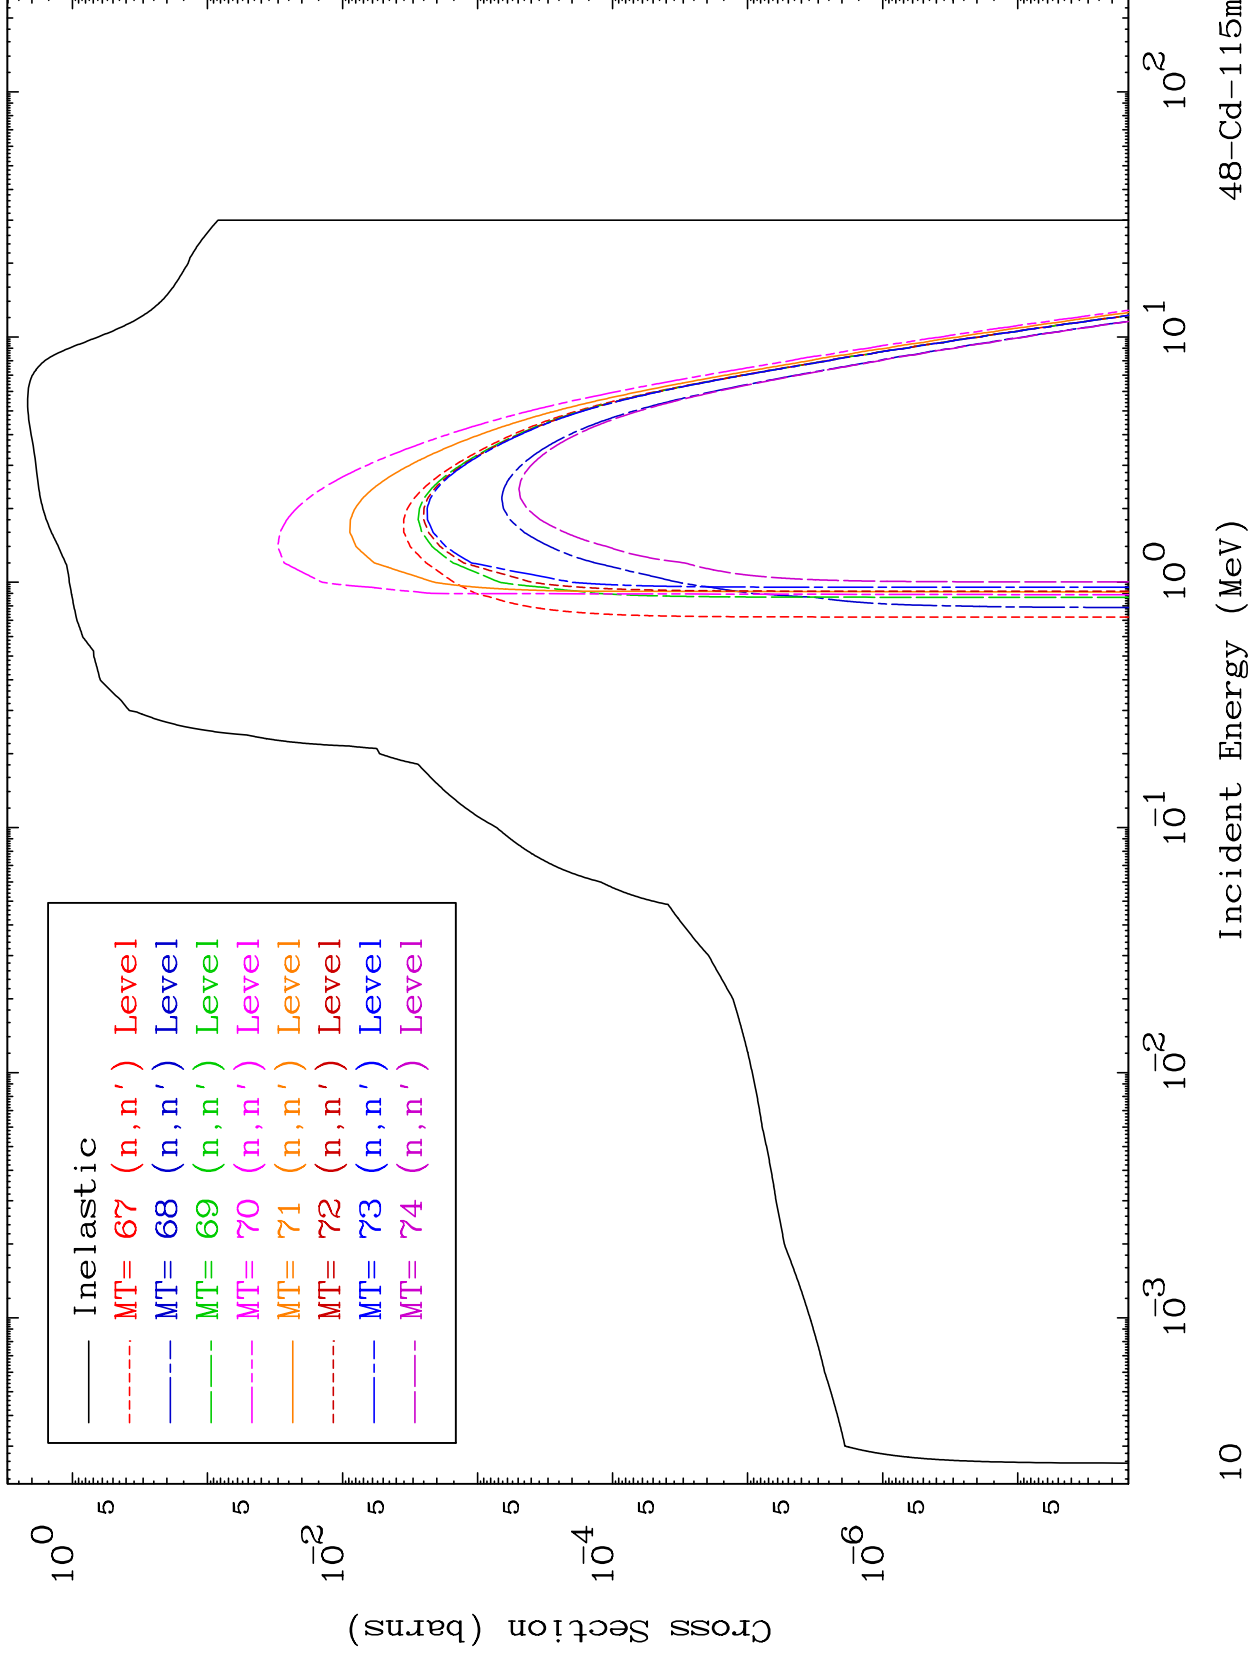 Inelastic
MT= 67 (n,n') Level
MT= 68 (n,n') Level
MT= 69 (n,n') Level
MT= 70 (n,n') Level
MT= 71 (n,n') Level
MT= 72 (n,n') Level
MT= 73 (n,n') Level
MT= 74 (n,n') Level
Cross Section (barns)
10^0
5
5
10^-2
5
5
10^-4
5
5
10^-6
5
5
10^-3
10^-2
10^-1
10^0
10^1
10^2
Incident Energy (MeV)
10
48-Cd-115m